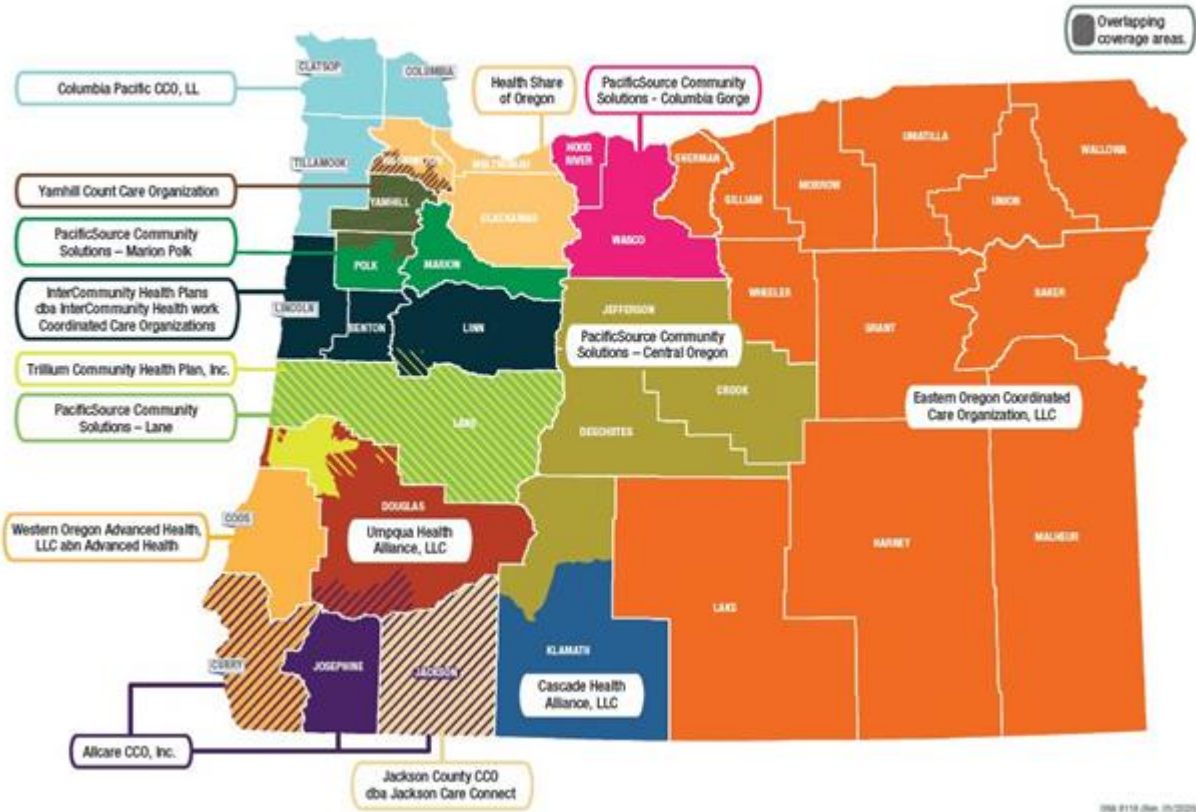 Overlapping
coverage areas.
CLATSOP
COLUMBIA
Columbia Pacific CCO, LL
Health Share
of Oregon
PacificSource Community
Solutions - Columbia Gorge
TILLAMOOK
WASHINGTON
MULTNOMAH
HOOD
RIVER
SHERMAN
GILLIAM
MORROW
UMATILLA
UNION
WALLOWA
Yamhill Count Care Organization
YAMHILL
CLACKAMAS
WASCO
PacificSource Community
Solutions – Marion Polk
POLK
MARION
InterCommunity Health Plans
dba InterCommunity Health work
Coordinated Care Organizations
LINCOLN
BENTON
LINN
JEFFERSON
WHEELER
GRANT
BAKER
PacificSource Community
Solutions – Central Oregon
Trillium Community Health Plan, Inc.
CROOK
Eastern Oregon Coordinated
Care Organization, LLC
PacificSource Community
Solutions – Lane
DESCHUTES
DOUGLAS
Umpqua Health
Alliance, LLC
COOS
Western Oregon Advanced Health,
LLC abn Advanced Health
HARNEY
MALHEUR
LAKE
CURRY
JOSEPHINE
JACKSON
KLAMATH
Cascade Health
Alliance, LLC
Allcare CCO, Inc.
Jackson County CCO
dba Jackson Care Connect